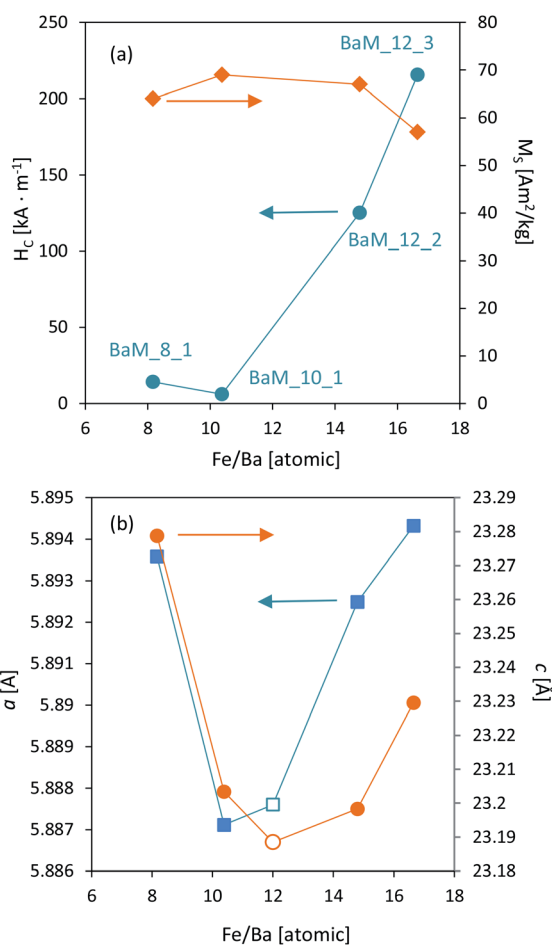 (a)
BaM_12_3
BaM_12_2
BaM_8_1
BaM_10_1
250
200
150
100
50
0
H_C [kA · m⁻¹]
80
70
60
50
40
30
20
10
0
M_S [Am²/kg]
6 8 10 12 14 16 18
Fe/Ba [atomic]
(b)
5.895
5.894
5.893
5.892
5.891
5.89
5.889
5.888
5.887
5.886
a [Å]
23.29
23.28
23.27
23.26
23.25
23.24
23.23
23.22
23.21
23.2
23.19
23.18
c [Å]
6 8 10 12 14 16 18
Fe/Ba [atomic]